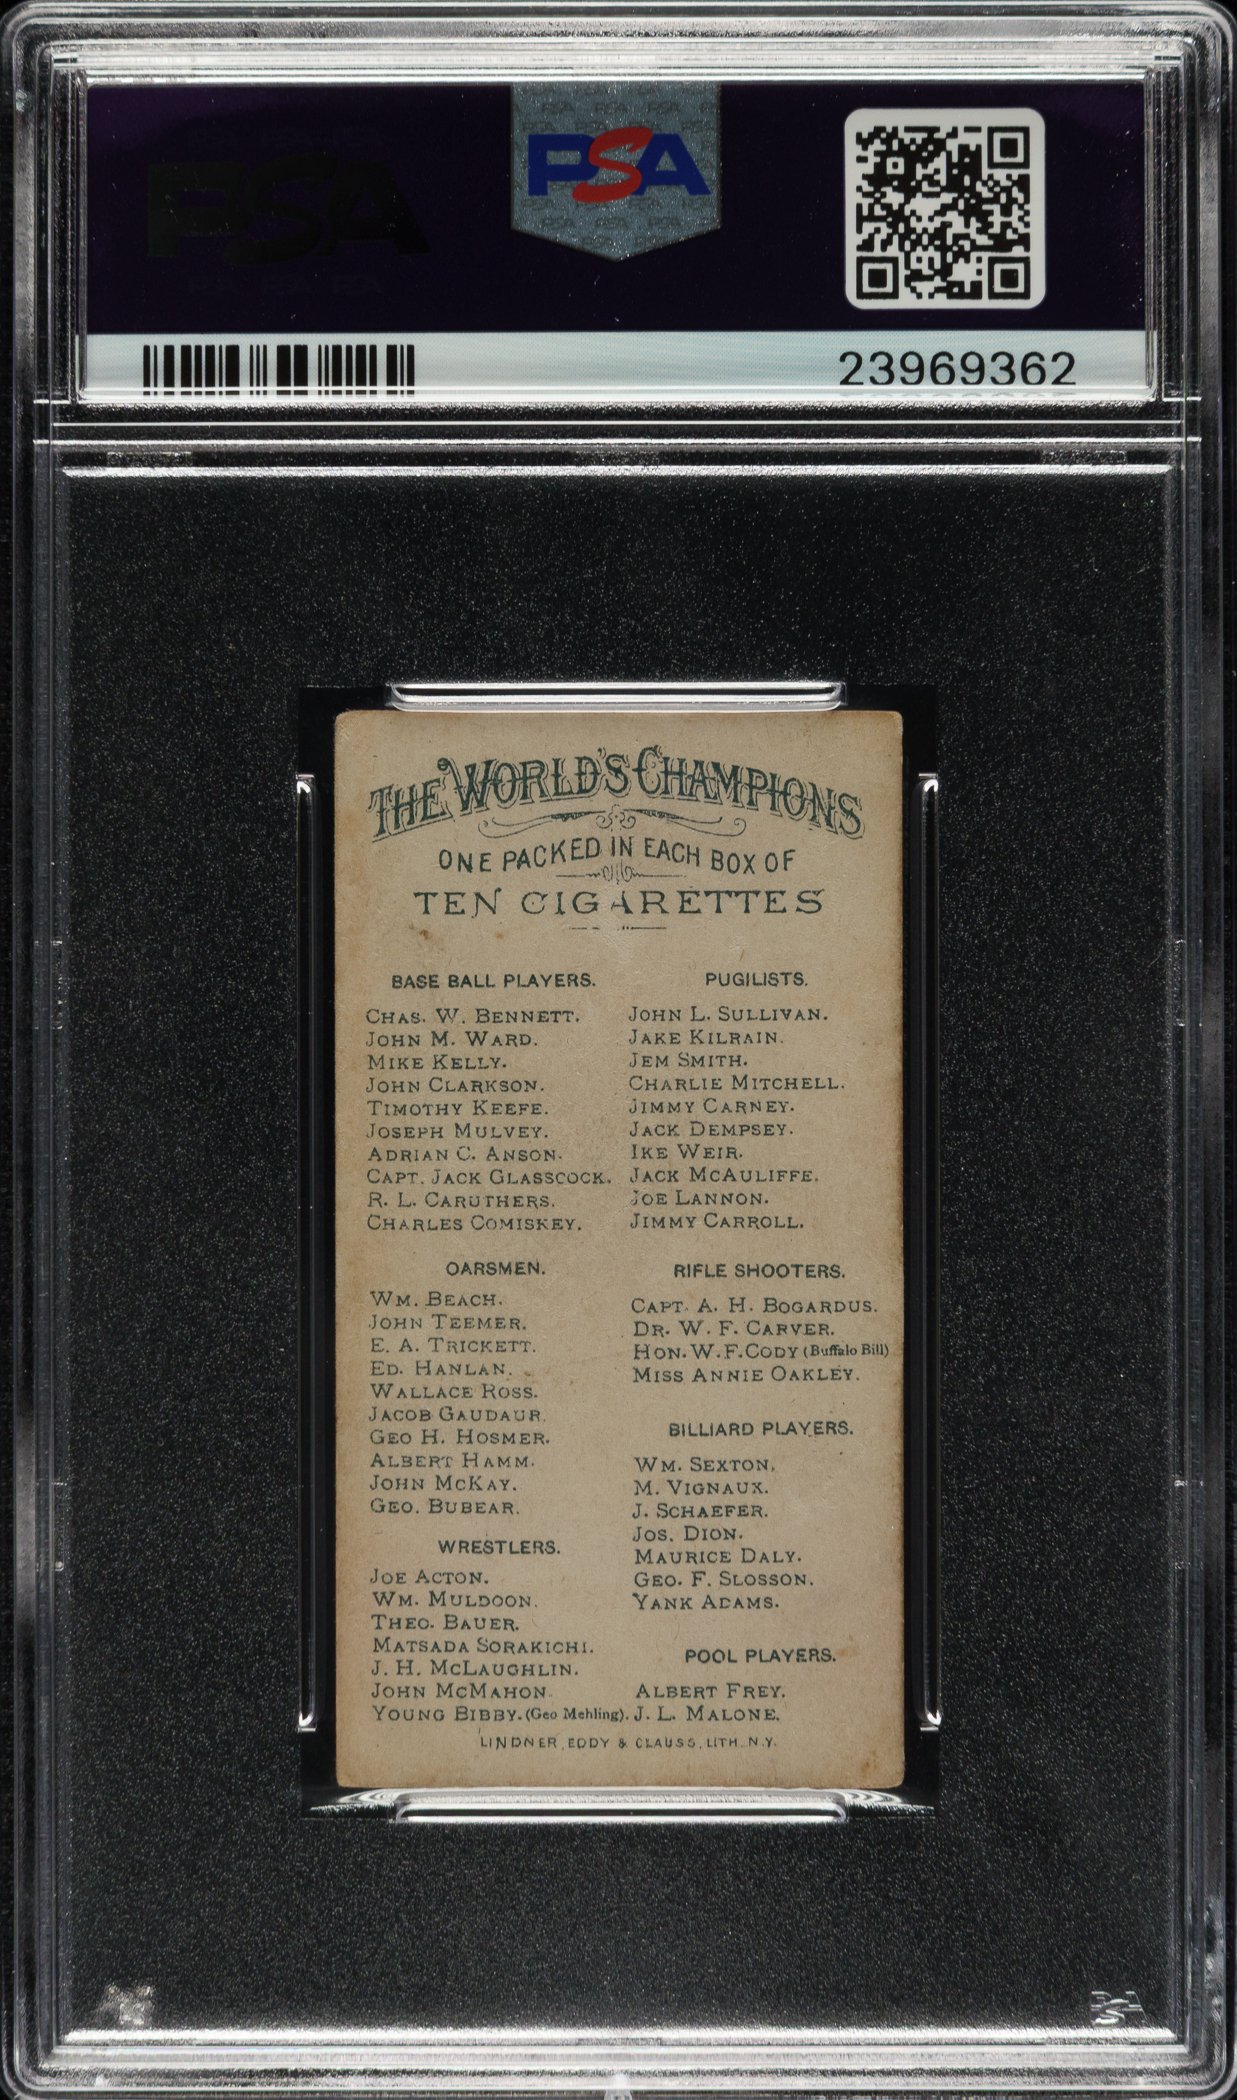 PSA
PSA
23969362
THE WORLD'S CHAMPIONS
ONE PACKED IN EACH BOX OF
TEN CIGARETTES
BASE BALL PLAYERS.
CHAS. W. BENNETT.
JOHN M. WARD.
MIKE KELLY.
JOHN CLARKSON.
TIMOTHY KEEFE.
JOSEPH MULVEY.
ADRIAN C. ANSON.
CAPT. JACK GLASSCOCK.
R. L. CARUTHERS.
CHARLES COMISKEY.
OARSMEN.
WM. BEACH.
JOHN TEEMER.
E. A. TRICKETT.
ED. HANLAN.
WALLACE ROSS.
JACOB GAUDAUR.
GEO H. HOSMER.
ALBERT HAMM.
JOHN McKAY.
GEO. BUBEAR.
WRESTLERS.
JOE ACTON.
WM. MULDOON.
THEO. BAUER.
MATSADA SORAKICHI.
J. H. McLAUGHLIN.
JOHN McMAHON.
YOUNG BIBBY. (Geo Mehling).
PUGILISTS.
JOHN L. SULLIVAN.
JAKE KILRAIN.
JEM SMITH.
CHARLIE MITCHELL.
JIMMY CARNEY.
JACK DEMPSEY.
IKE WEIR.
JACK McAULIFFE.
JOE LANNON.
JIMMY CARROLL.
RIFLE SHOOTERS.
CAPT. A. H. BOGARDUS.
DR. W. F. CARVER.
HON. W. F. CODY (Buffalo Bill)
MISS ANNIE OAKLEY.
BILLIARD PLAYERS.
WM. SEXTON.
M. VIGNAUX.
J. SCHAEFER.
JOS. DION.
MAURICE DALY.
GEO. F. SLOSSON.
YANK ADAMS.
POOL PLAYERS.
ALBERT FREY.
J. L. MALONE.
LINDNER, EDDY & CLAUSS, LITH. N.Y.